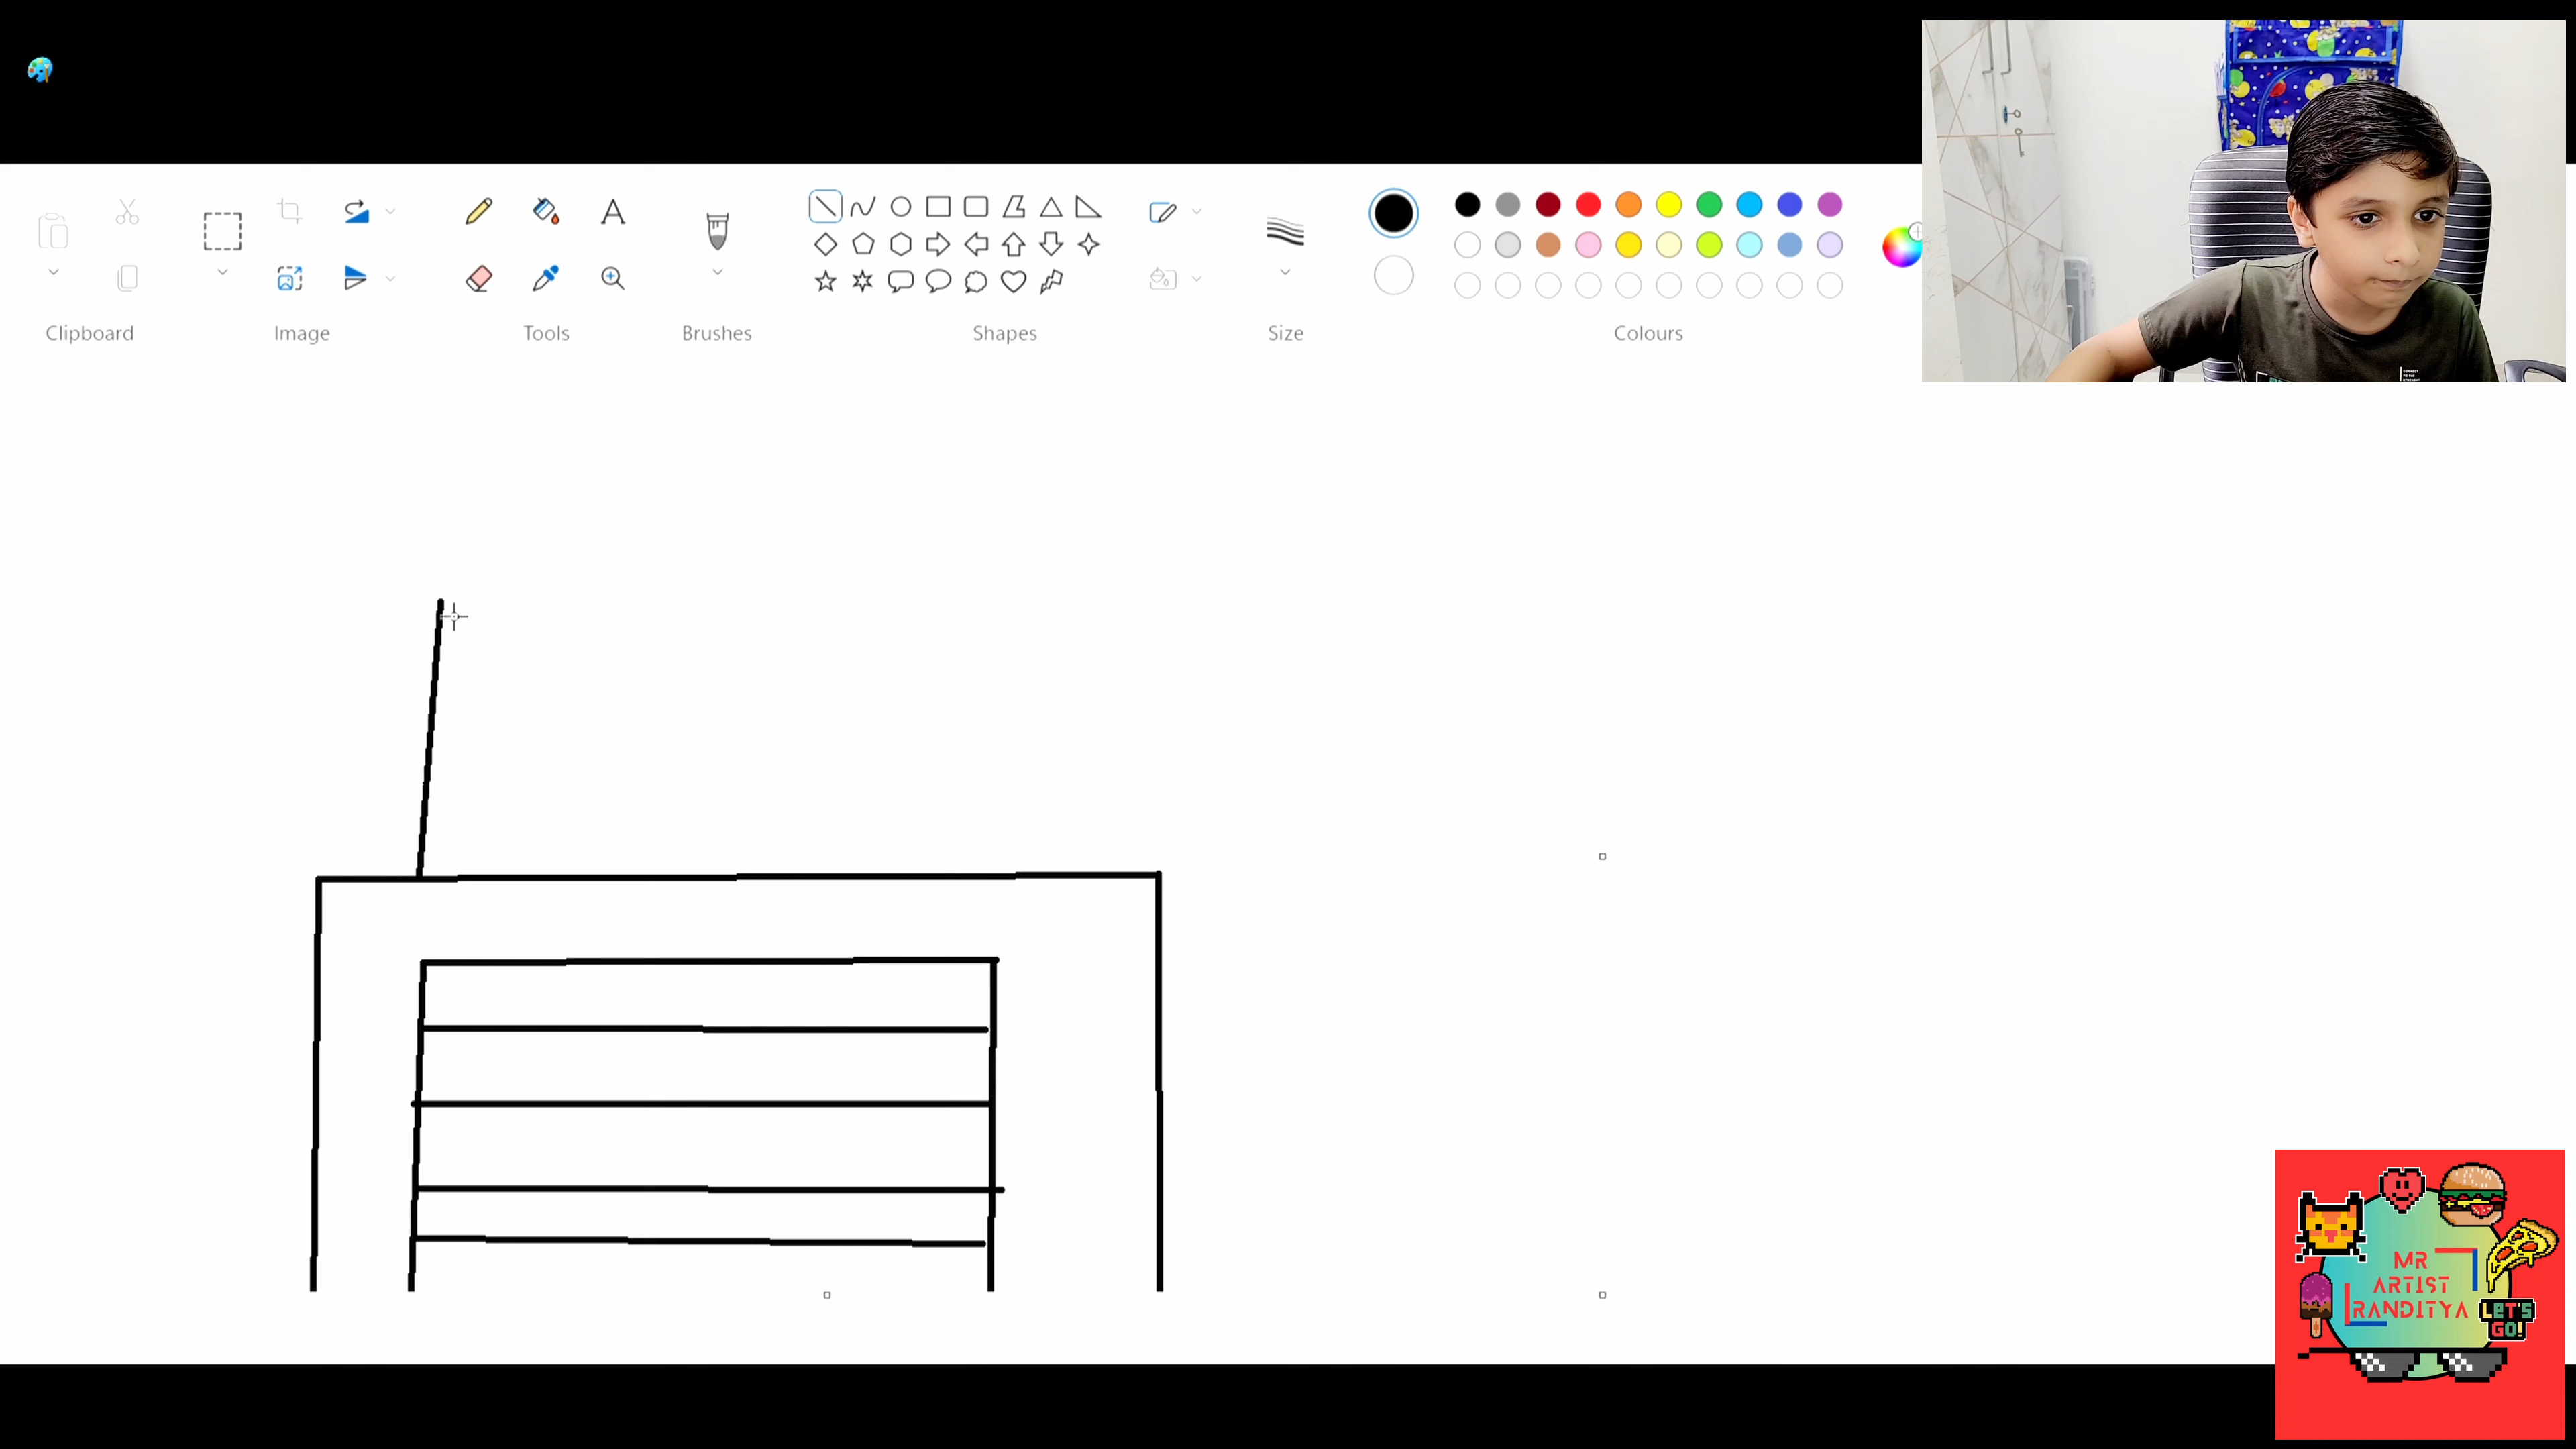 Clipboard
Image
Tools
Brushes
Shapes
Size
Colours
MR
ARTIST
RANDITYA
LET'S
GO!